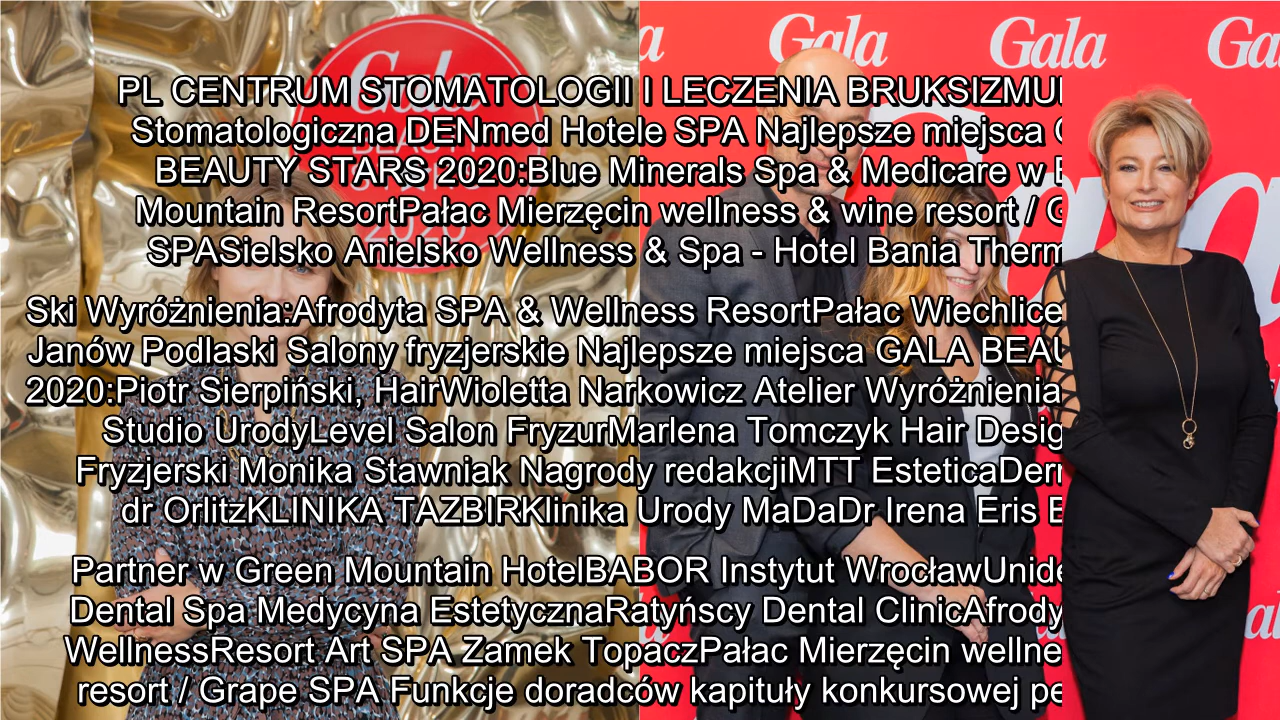 Gala
Gala
Gala
Gala
BEAUTY
STARS
2020
PL CENTRUM STOMATOLOGII I LECZENIA BRUKSIZMU
Stomatologiczna DENmed Hotele SPA Najlepsze miejsca
BEAUTY STARS 2020:Blue Minerals Spa & Medicare w
Mountain ResortPałac Mierzęcin wellness & wine resort /
SPASielsko Anielsko Wellness & Spa - Hotel Bania Therm
Ski Wyróżnienia:Afrodyta SPA & Wellness ResortPałac Wiechlice
Janów Podlaski Salony fryzjerskie Najlepsze miejsca GALA BEAU
2020:Piotr Sierpiński, HairWioletta Narkowicz Atelier Wyróżnienia
Studio UrodyLevel Salon FryzurMarlena Tomczyk Hair Desig
Fryzjerski Monika Stawniak Nagrody redakcjiMTT EsteticaDer
dr OrlitzKLINIKA TAZBIRKlinika Urody MaDaDr Irena Eris
Partner w Green Mountain HotelBABOR Instytut WrocławUnide
Dental Spa Medycyna EstetycznaRatyńscy Dental ClinicAfrody
WellnessResort Art SPA Zamek TopaczPałac Mierzęcin wellne
resort / Grape SPA Funkcje doradców kapituły konkursowej pe